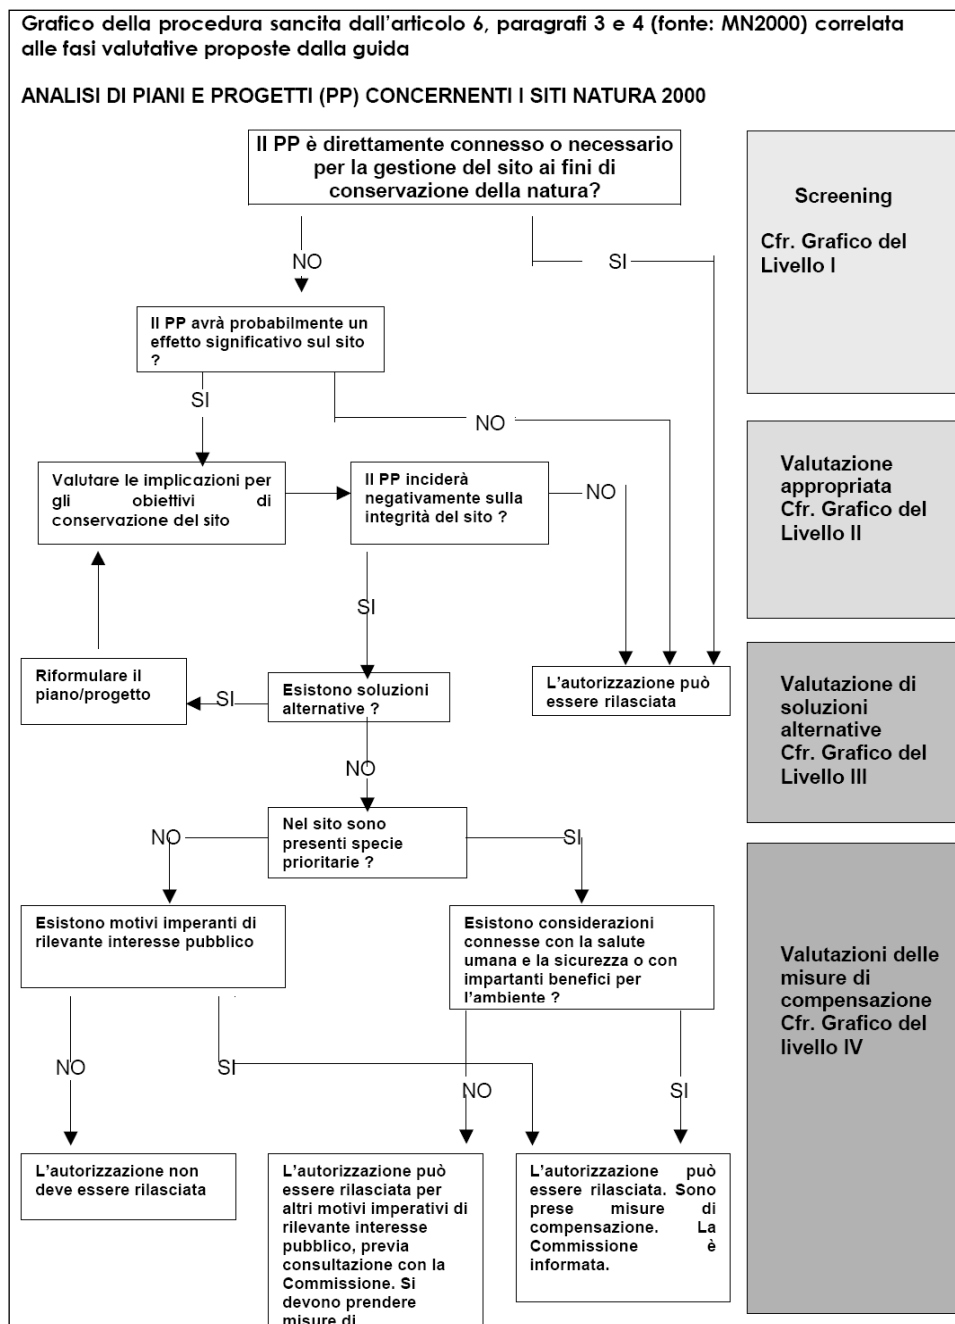 Grafico della procedura sancita dall'articolo 6, paragrafi 3 e 4 (fonte: MN2000) correlata
alle fasi valutative proposte dalla guida
ANALISI DI PIANI E PROGETTI (PP) CONCERNENTI I SITI NATURA 2000
Il PP è direttamente connesso o necessario
per la gestione del sito ai fini di
conservazione della natura?
Screening
Cfr. Grafico del
Livello I
NO
SI
Il PP avrà probabilmente un
effetto significativo sul sito
?
SI
NO
Valutare le implicazioni per
gli obiettivi di
conservazione del sito
Il PP inciderà
negativamente sulla
integrità del sito ?
NO
Valutazione
appropriata
Cfr. Grafico del
Livello II
SI
Riformulare il
piano/progetto
SI
Esistono soluzioni
alternative ?
L'autorizzazione può
essere rilasciata
Valutazione di
soluzioni
alternative
Cfr. Grafico del
Livello III
NO
Nel sito sono
presenti specie
prioritarie ?
NO
SI
Esistono motivi imperanti di
rilevante interesse pubblico
Esistono considerazioni
connesse con la salute
umana e la sicurezza o con
impartanti benefici per
l'ambiente ?
Valutazioni delle
misure di
compensazione
Cfr. Grafico del
livello IV
NO
SI
NO
SI
L'autorizzazione non
deve essere rilasciata
L'autorizzazione può
essere rilasciata per
altri motivi imperativi di
rilevante interesse
pubblico, previa
consultazione con la
Commissione. Si
devono prendere
misure di
L'autorizzazione può
essere rilasciata. Sono
prese misure di
compensazione. La
Commissione è
informata.